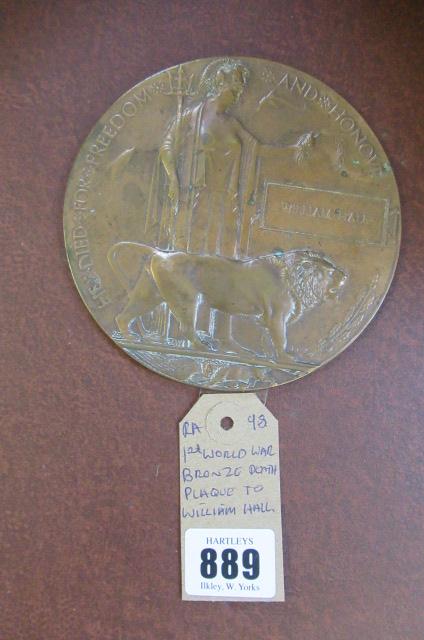 HE DIED FOR FREEDOM AND HONOUR
WILLIAM HALL
RA 48
1st WORLD WAR
BRONZE DEATH
PLAQUE TO
WILLIAM HALL
HARTLEYS
889
Ilkley, W. Yorks